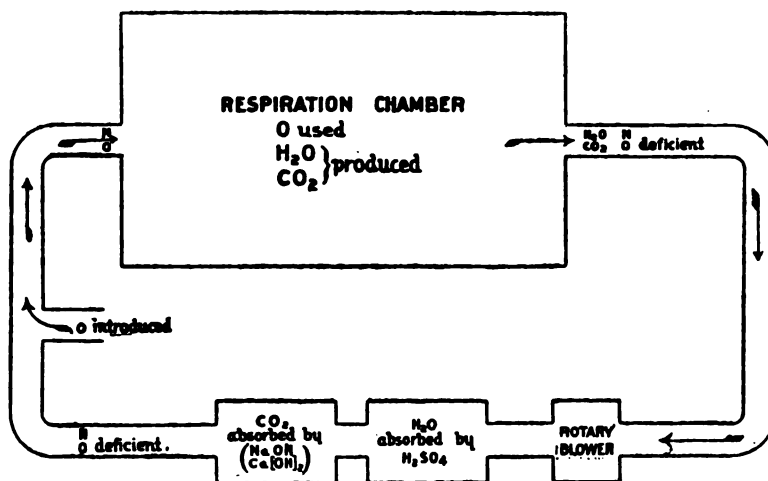 RESPIRATION CHAMBER
O used
H₂O
CO₂ } produced
N
O
H₂O N
CO₂ O deficient
O introduced
N
O deficient.
CO₂
absorbed by
(NaOH
Ca[OH]₂)
H₂O
absorbed by
H₂SO₄
ROTARY
BLOWER